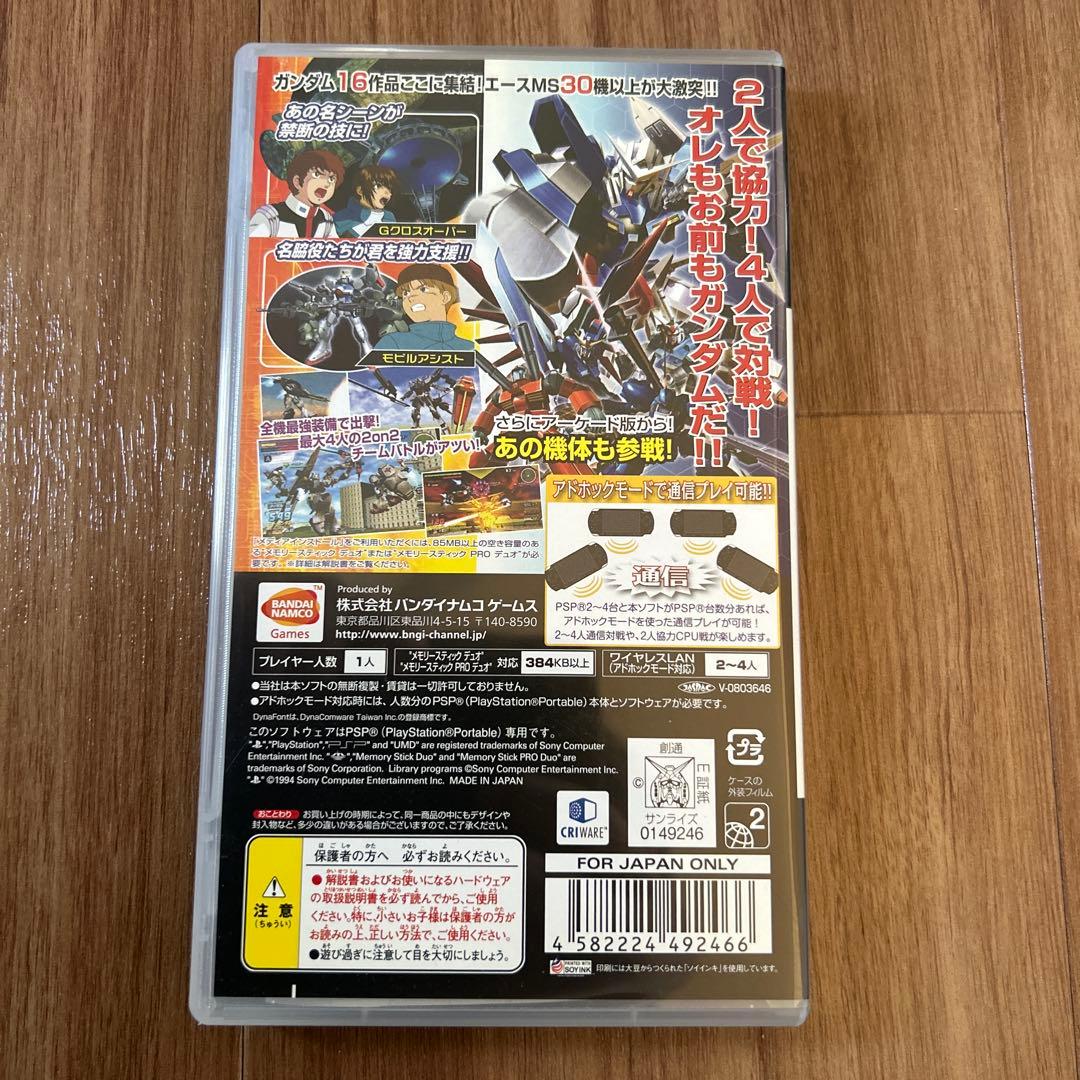 ガンダム16作品ここに集結!エースMS30機以上が大激突!!
2人で協力!4人で対戦!
オレもお前もガンダムだ!!
あの名シーンが
禁断の技に!
Gクロスオーバー
名脇役たちが君を強力支援!!
モビルアシスト
全機最強装備で出撃!
最大4人の2on2
チームバトルがアツい!
さらにアーケード版から!
あの機体も参戦!
「メディアインストール」をご利用いただくには、85MB以上の空き容量のあ
る“メモリースティック デュオ”または“メモリースティック PRO デュオ”が必
要です。※詳細は解説書をご覧ください。
アドホックモードで通信プレイ可能!!
通信
PSP®2〜4台と本ソフトがPSP®台数分あれば、
アドホックモードを使った通信プレイが可能!
2〜4人通信対戦や、2人協力CPU戦が楽しめます。
BANDAI
NAMCO
Games
TM
Produced by
株式会社 バンダイナムコ ゲームス
東京都品川区東品川4-5-15 〒140-8590
http://www.bngi-channel.jp/
プレイヤー人数 1人
“メモリースティック デュオ”
“メモリースティック PRO デュオ” 対応 384KB以上
ワイヤレスLAN
(アドホックモード対応) 2〜4人
●当社は本ソフトの無断複製・賃貸は一切許可しておりません。
JASRAC V-0803646
●アドホックモード対応時には、人数分のPSP®(PlayStation®Portable)本体とソフトウェアが必要です。
DynaFontは、DynaComware Taiwan Inc.の登録商標です。
このソフトウェアはPSP®(PlayStation®Portable)専用です。
","PlayStation","PSP" and "UMD" are registered trademarks of Sony Computer
Entertainment Inc. " ","Memory Stick Duo" and "Memory Stick PRO Duo" are
trademarks of Sony Corporation. Library programs ©Sony Computer Entertainment Inc.
" " ©1994 Sony Computer Entertainment Inc. MADE IN JAPAN
おことわり お買い上げの時期によって、同一商品の中にもデザインや
封入物など、多少の違いがある場合がございますので、ご了承ください。
CRIWARE™
創通
©
証紙
サンライズ
0149246
プラ
ケースの
外装フィルム
2
注意
(ちゅうい)
保護者の方へ 必ずお読みください。
●解説書およびお使いになるハードウェア
の取扱説明書を必ず読んでから、ご使用
ください。特に、小さいお子様は保護者の方が
お読みの上、正しい方法で、ご使用ください。
●遊び過ぎに注意して目を大切にしましょう。
FOR JAPAN ONLY
4 582224 492466
PRINTED WITH
SOY INK
印刷には大豆からつくられた「ソイインキ」を使用しています。